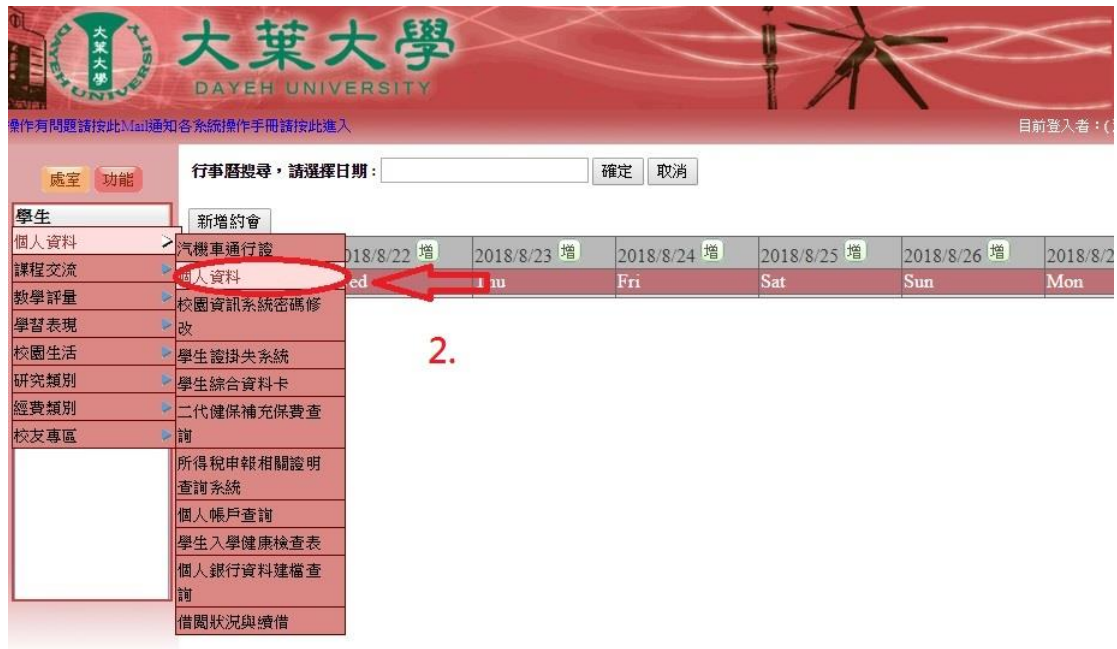 大葉大學
DAYEH UNIVERSITY
大葉大學
DAYEH UNIVERSITY
操作有問題請按此Mail通知各系統操作手冊請按此進入
目前登入者：(
處室 功能
行事曆搜尋，請選擇日期：
確定 取消
學生
新增約會
個人資料 >
課程交流
教學評量
學習表現
校園生活
研究類別
經費類別
校友專區
汽機車通行證
個人資料
校園資訊系統密碼修
改
學生證掛失系統
學生綜合資料卡
二代健保補充保費查
詢
所得稅申報相關證明
查詢系統
個人帳戶查詢
學生入學健康檢查表
個人銀行資料建檔查
詢
借閱狀況與續借
018/8/22 增 2018/8/23 增 2018/8/24 增 2018/8/25 增 2018/8/26 增 2018/8/2
ed hu Fri Sat Sun Mon
2.